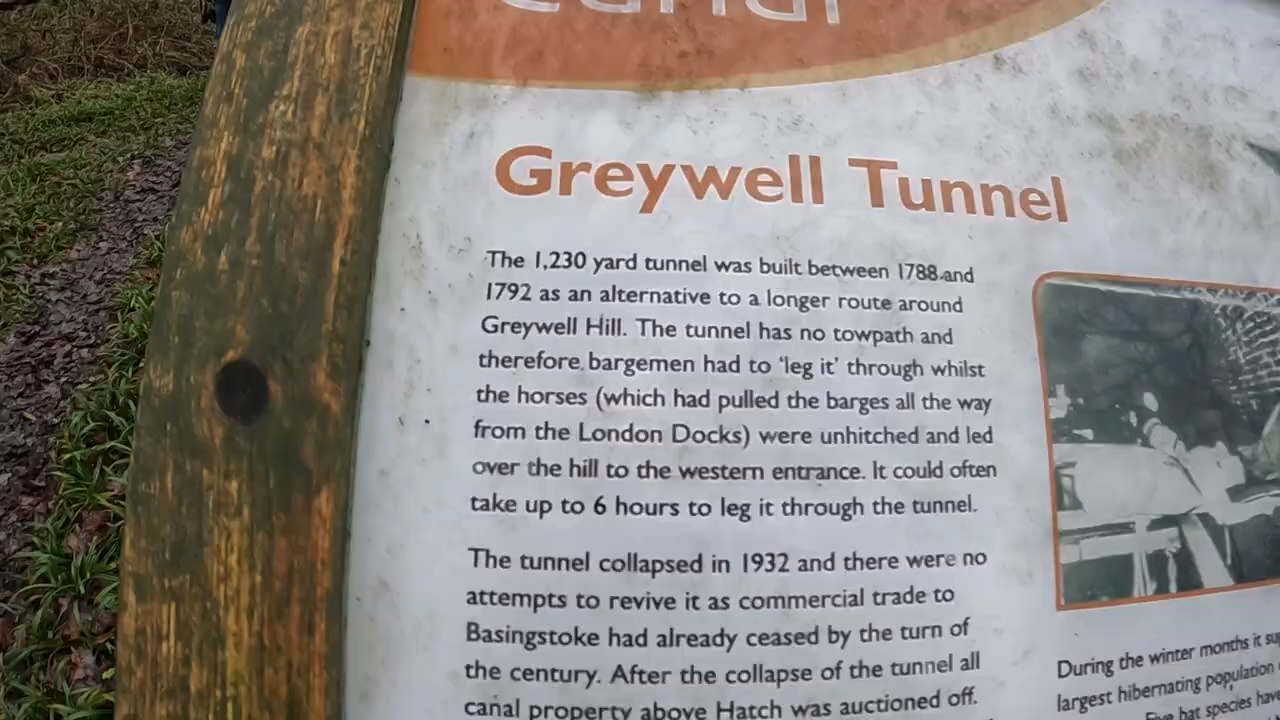 Canal
Greywell Tunnel
The 1,230 yard tunnel was built between 1788 and
1792 as an alternative to a longer route around
Greywell Hill. The tunnel has no towpath and
therefore bargemen had to ‘leg it’ through whilst
the horses (which had pulled the barges all the way
from the London Docks) were unhitched and led
over the hill to the western entrance. It could often
take up to 6 hours to leg it through the tunnel.
The tunnel collapsed in 1932 and there were no
attempts to revive it as commercial trade to
Basingstoke had already ceased by the turn of
the century. After the collapse of the tunnel all
canal property above Hatch was auctioned off.
During the winter months it su
largest hibernating population
Five bat species have